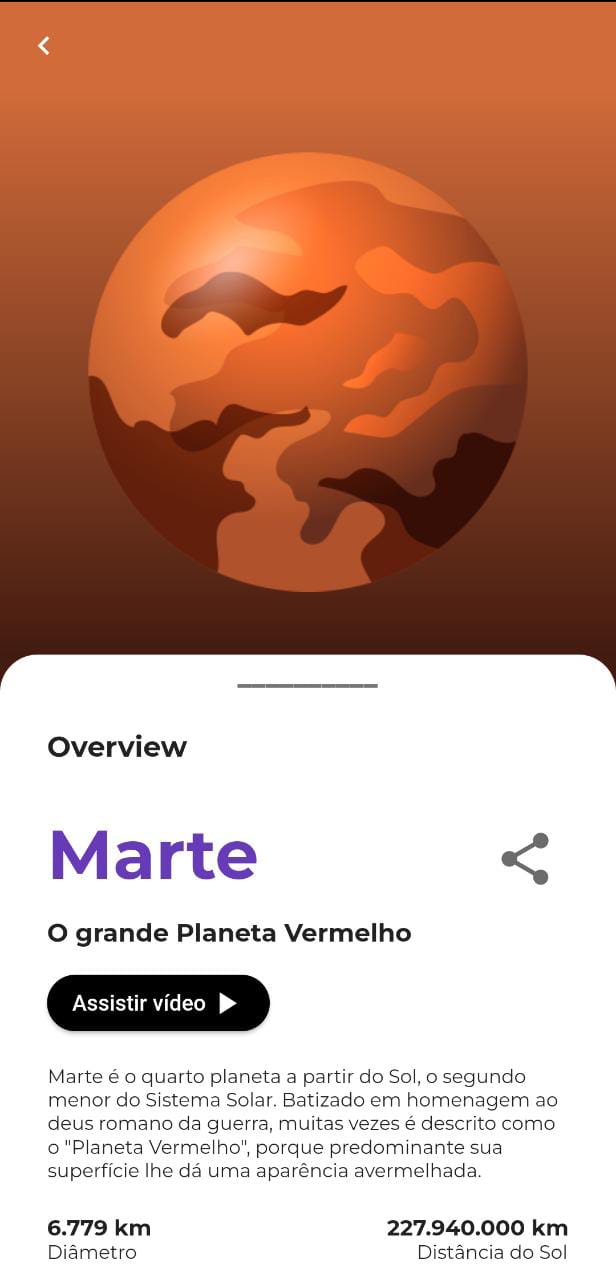 Overview
Marte
O grande Planeta Vermelho
Assistir vídeo
Marte é o quarto planeta a partir do Sol, o segundo
menor do Sistema Solar. Batizado em homenagem ao
deus romano da guerra, muitas vezes é descrito como
o "Planeta Vermelho", porque predominante sua
superfície lhe dá uma aparência avermelhada.
6.779 km 227.940.000 km
Diâmetro Distância do Sol